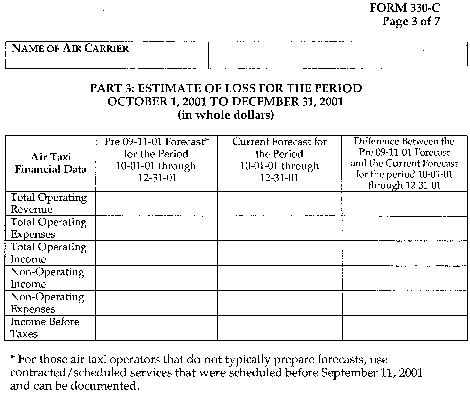 FORM 330-C
Page 3 of 7
NAME OF AIR CARRIER
PART 3: ESTIMATE OF LOSS FOR THE PERIOD
OCTOBER 1, 2001 TO DECEMBER 31, 2001
(in whole dollars)
Air Taxi
Financial Data
Pre 09-11-01 Forecast*
for the Period
10-01-01 through
12-31-01
Current Forecast for
the Period
10-01-01 through
12-31-01
Difference Between the
Pre 09-11-01 Forecast
and the Current Forecast
for the period 10-01-01
through 12-31-01
Total Operating
Revenue
Total Operating
Expenses
Total Operating
Income
Non-Operating
Income
Non-Operating
Expenses
Income Before
Taxes
* For those air taxi operators that do not typically prepare forecasts, use
contracted/scheduled services that were scheduled before September 11, 2001
and can be documented.